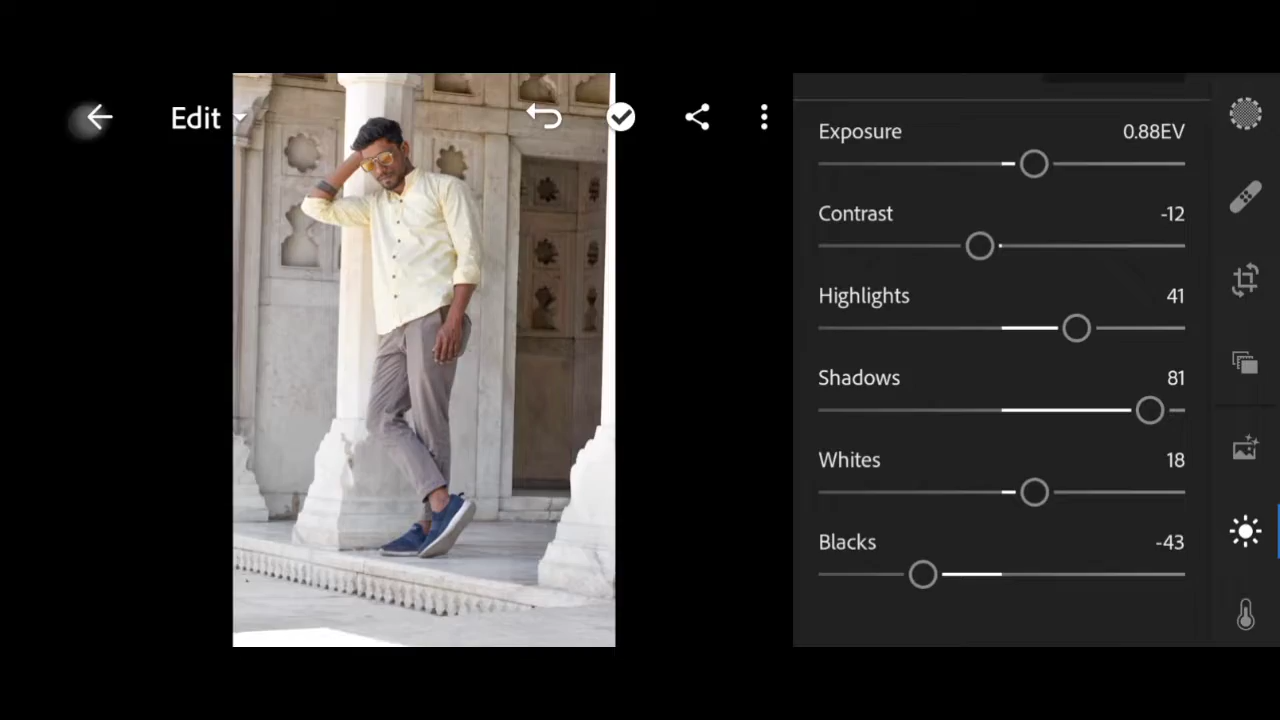 Edit
Exposure 0.88EV
Contrast -12
Highlights 41
Shadows 81
Whites 18
Blacks -43